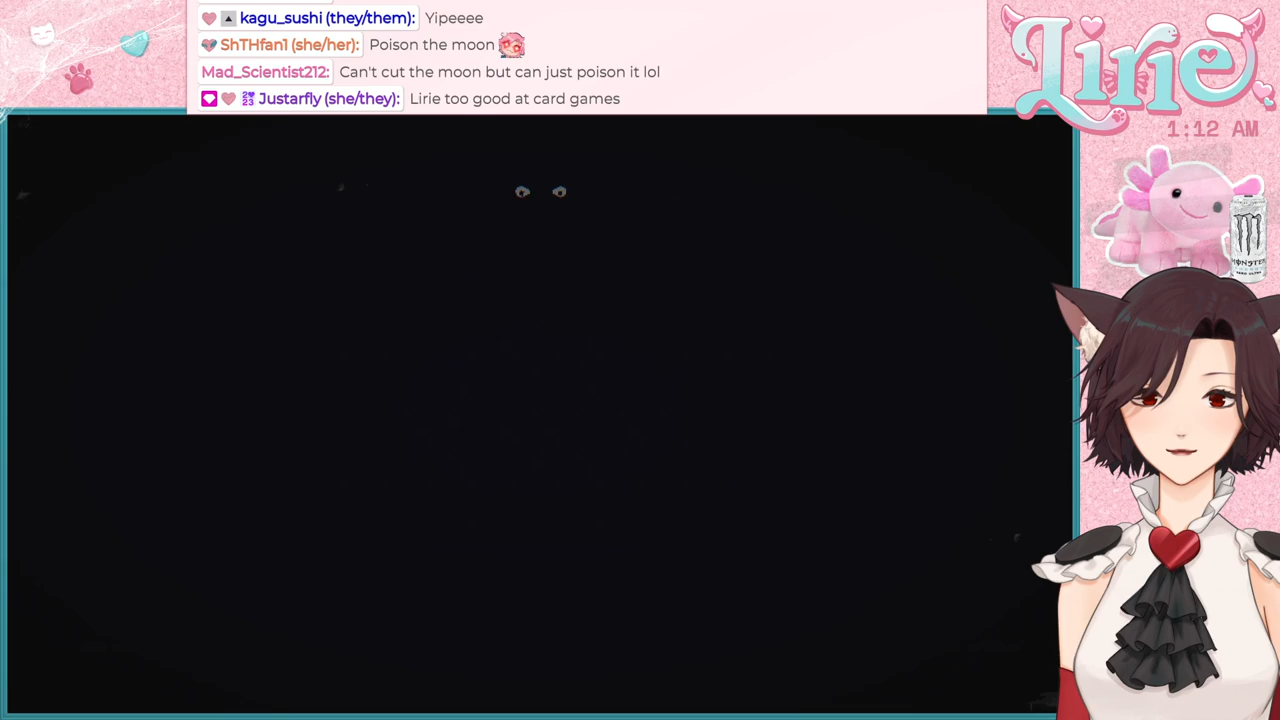 kagu_sushi (they/them): Yipeeee
ShTHfan1 (she/her): Poison the moon
Mad_Scientist212: Can't cut the moon but can just poison it lol
Justarfly (she/they): Lirie too good at card games
Lirie
1:12 AM
MONSTER